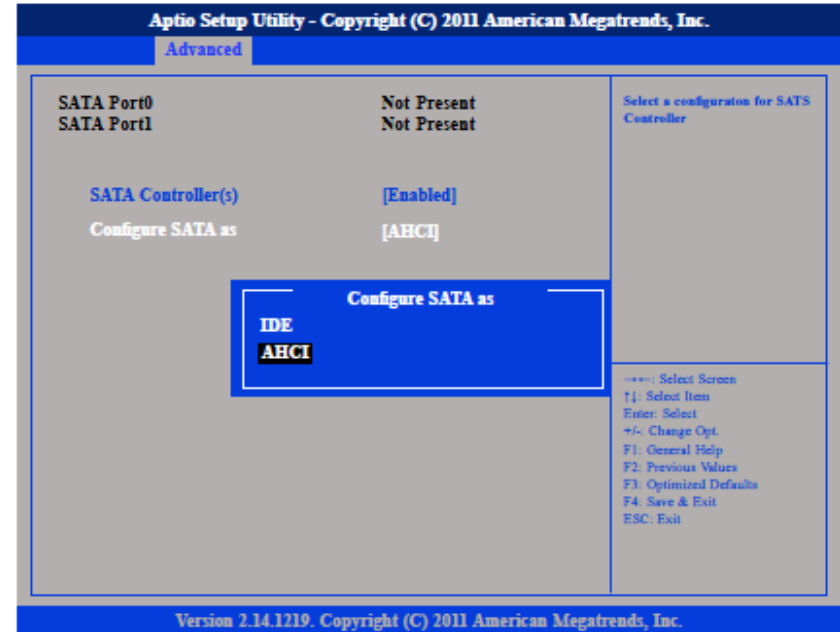 Aptio Setup Utility - Copyright (C) 2011 American Megatrends, Inc.
Advanced
SATA Port0 Not Present
SATA Port1 Not Present
SATA Controller(s) [Enabled]
Configure SATA as [AHCI]
Configure SATA as
IDE
AHCI
Select a configuraton for SATS
Controller
→←: Select Screen
↑↓: Select Item
Enter: Select
+/-: Change Opt.
F1: General Help
F2: Previous Values
F3: Optimized Defaults
F4: Save & Exit
ESC: Exit
Version 2.14.1219. Copyright (C) 2011 American Megatrends, Inc.